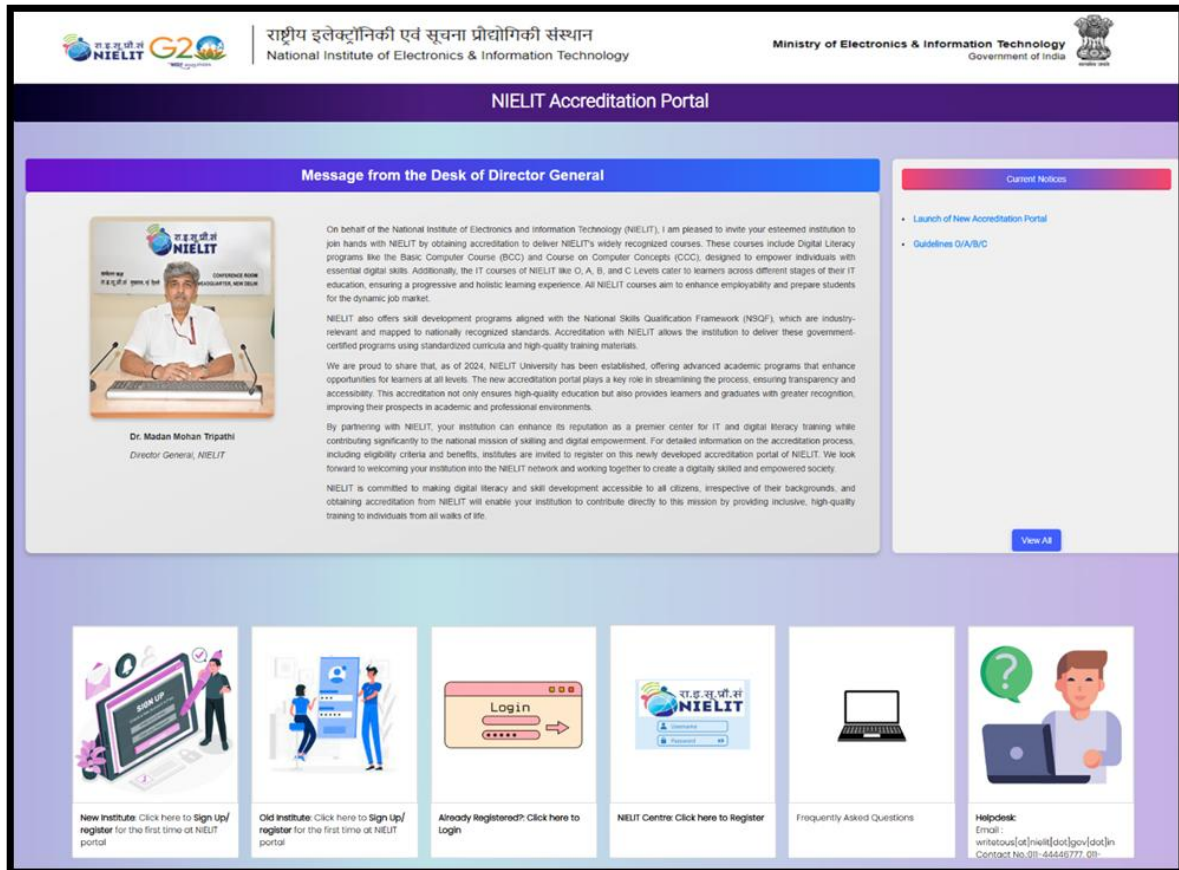 रा.इ.सू.प्रौ.सं
NIELIT
G20
राष्ट्रीय इलेक्ट्रॉनिकी एवं सूचना प्रौद्योगिकी संस्थान
National Institute of Electronics & Information Technology
Ministry of Electronics & Information Technology
Government of India
NIELIT Accreditation Portal
Message from the Desk of Director General
रा.इ.सू.प्रौ.सं
NIELIT
CONFERENCE ROOM
HEADQUARTER, NEW DELHI
Dr. Madan Mohan Tripathi
Director General, NIELIT
On behalf of the National Institute of Electronics and Information Technology (NIELIT), I am pleased to invite your esteemed institution to
join hands with NIELIT by obtaining accreditation to deliver NIELIT's widely recognized courses. These courses include Digital Literacy
programs like the Basic Computer Course (BCC) and Course on Computer Concepts (CCC), designed to empower individuals with
essential digital skills. Additionally, the IT courses of NIELIT like O, A, B, and C Levels cater to learners across different stages of their IT
education, ensuring a progressive and holistic learning experience. All NIELIT courses aim to enhance employability and prepare students
for the dynamic job market.
NIELIT also offers skill development programs aligned with the National Skills Qualification Framework (NSQF), which are industry-
relevant and mapped to nationally recognized standards. Accreditation with NIELIT allows the institution to deliver these government-
certified programs using standardized curricula and high-quality training materials.
We are proud to share that, as of 2024, NIELIT University has been established, offering advanced academic programs that enhance
opportunities for learners at all levels. The new accreditation portal plays a key role in streamlining the process, ensuring transparency and
accessibility. This accreditation not only ensures high-quality education but also provides learners and graduates with greater recognition,
improving their prospects in academic and professional environments.
By partnering with NIELIT, your institution can enhance its reputation as a premier center for IT and digital literacy training while
contributing significantly to the national mission of skilling and digital empowerment. For detailed information on the accreditation process,
including eligibility criteria and benefits, institutes are invited to register on this newly developed accreditation portal of NIELIT. We look
forward to welcoming your institution into the NIELIT network and working together to create a digitally skilled and empowered society.
NIELIT is committed to making digital literacy and skill development accessible to all citizens, irrespective of their backgrounds, and
obtaining accreditation from NIELIT will enable your institution to contribute directly to this mission by providing inclusive, high-quality
training to individuals from all walks of life.
Current Notices
Launch of New Accreditation Portal
Guidelines O/A/B/C
View All
SIGN UP
New Institute: Click here to Sign Up/
register for the first time at NIELIT
portal
Old Institute: Click here to Sign Up/
register for the first time at NIELIT
portal
Login
Already Registered?: Click here to
Login
रा.इ.सू.प्रौ.सं
NIELIT
Username
Password
NIELIT Centre: Click here to Register
Frequently Asked Questions
?
Helpdesk:
Email :
writetous[at]nielit[dot]gov[dot]in
Contact No.:011-44446777, 011-